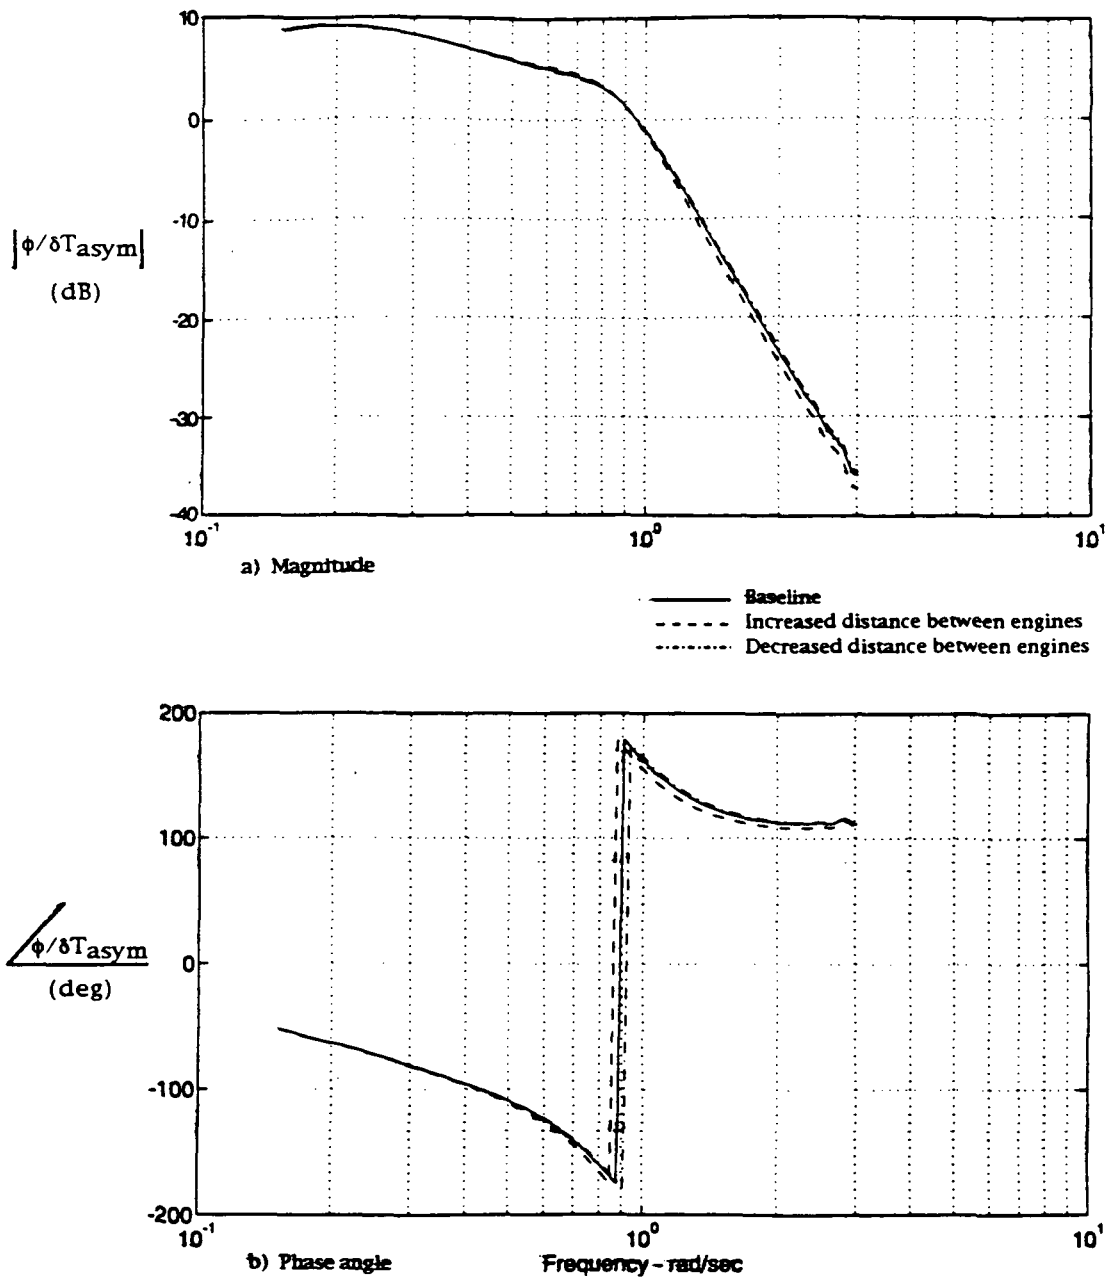 10
0
-10
|φ/δTasym|
(dB)
-20
-30
-40
10⁻¹
10⁰
10¹
a) Magnitude
Baseline
Increased distance between engines
Decreased distance between engines
200
100
φ/δTasym
(deg)
0
-100
-200
10⁻¹
10⁰
10¹
b) Phase angle
Frequency - rad/sec